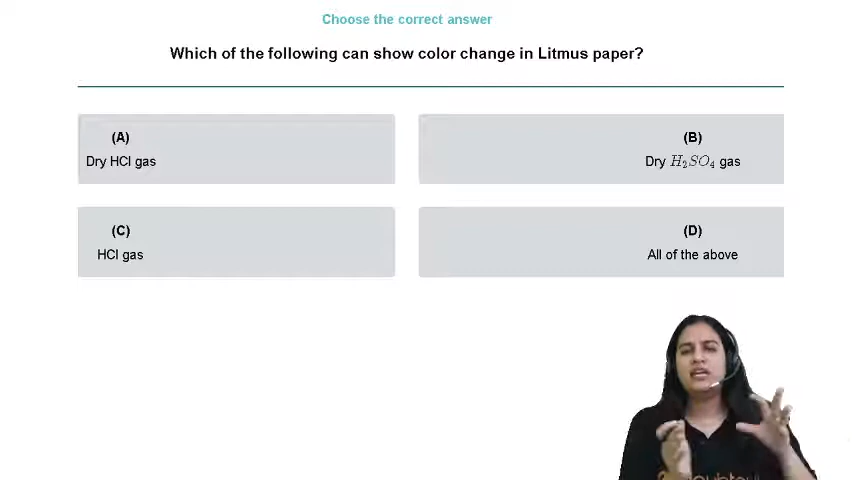 Choose the correct answer
Which of the following can show color change in Litmus paper?
(A)
Dry HCl gas
(B)
Dry H₂SO₄ gas
(C)
HCl gas
(D)
All of the above